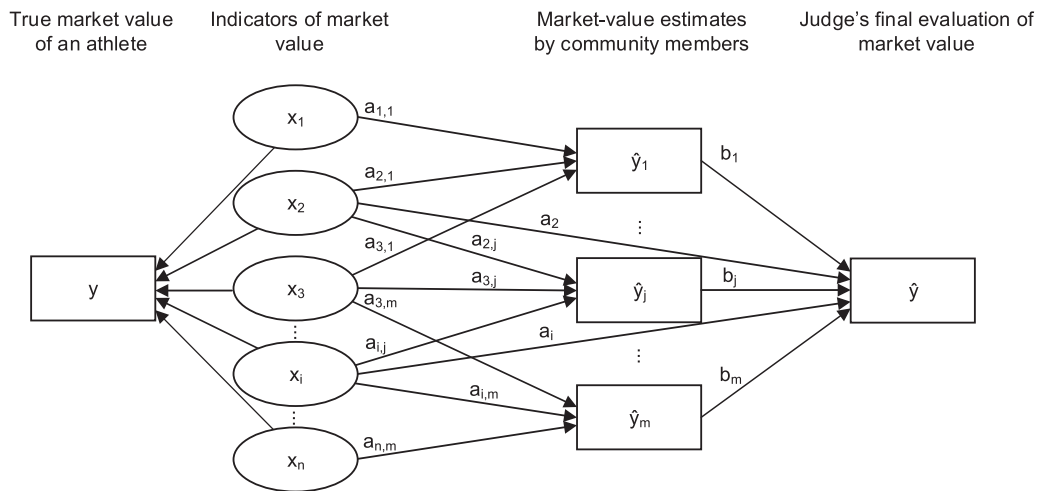 True market value
of an athlete
Indicators of market
value
Market-value estimates
by community members
Judge's final evaluation of
market value
x1
a1,1
ŷ1
b1
a2,1
x2
a2
⋮
a3,1
a2,j
y
x3
a3,j
ŷj
bj
ŷ
a3,m
⋮
ai,j
ai
xi
⋮
bm
ai,m
⋮
ŷm
an,m
xn